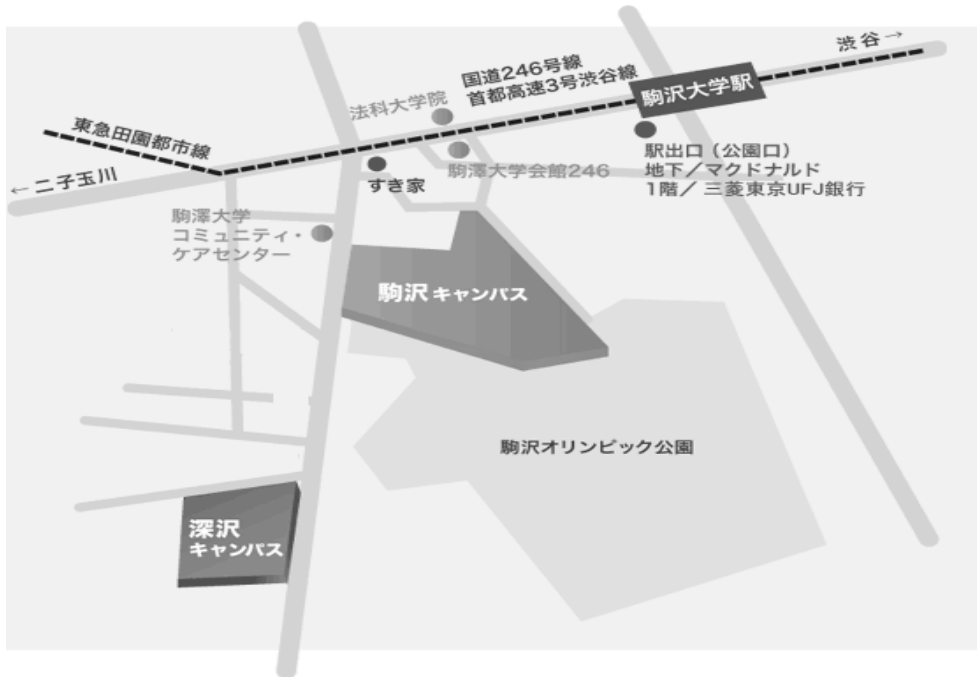 渋谷→
国道246号線
首都高速3号渋谷線
駒沢大学駅
法科大学院
東急田園都市線
駅出口（公園口）
地下／マクドナルド
1階／三菱東京UFJ銀行
駒澤大学会館246
すき家
←二子玉川
駒澤大学
コミュニティ・
ケアセンター
駒沢キャンパス
駒沢オリンピック公園
深沢
キャンパス